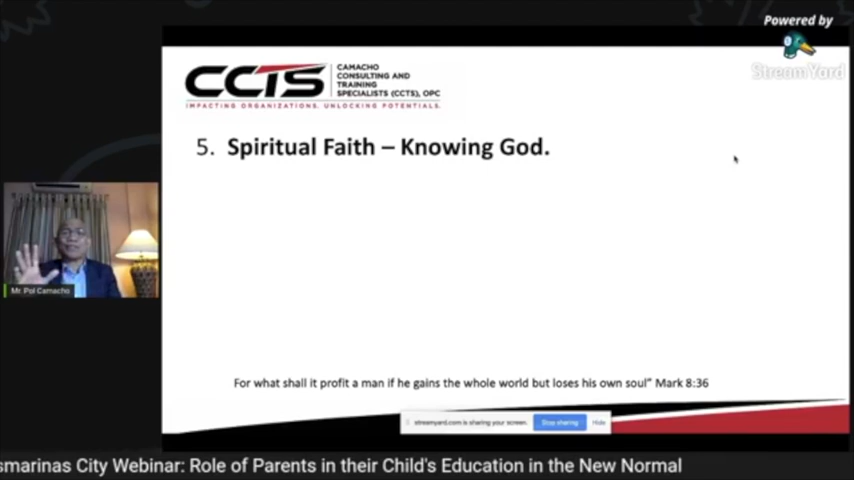 Powered by
StreamYard
CCTS
CAMACHO
CONSULTING AND
TRAINING
SPECIALISTS (CCTS), OPC
IMPACTING ORGANIZATIONS. UNLOCKING POTENTIALS.
5. Spiritual Faith – Knowing God.
Mr. Pol Camacho
For what shall it profit a man if he gains the whole world but loses his own soul” Mark 8:36
streamyard.com is sharing your screen.
Stop sharing
Hide
smarinas City Webinar: Role of Parents in their Child's Education in the New Normal